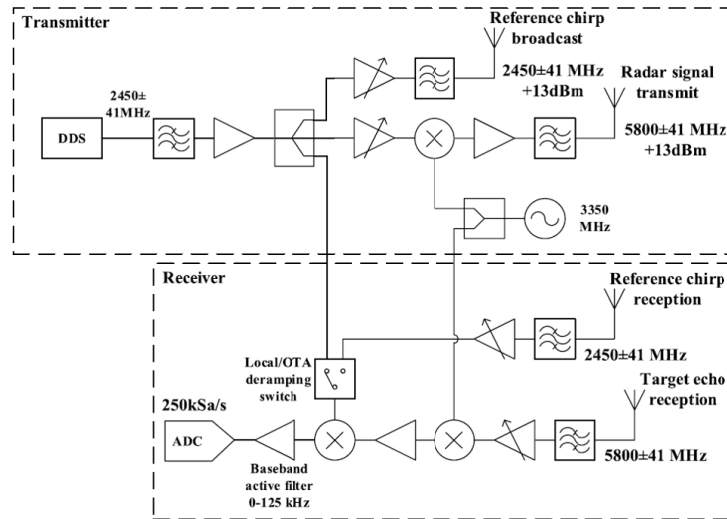 Transmitter
Reference chirp
broadcast
2450±
41MHz
2450±41 MHz
+13dBm
Radar signal
transmit
DDS
5800±41 MHz
+13dBm
3350
MHz
Receiver
Reference chirp
reception
Local/OTA
deramping
switch
2450±41 MHz
Target echo
reception
250kSa/s
ADC
Baseband
active filter
0-125 kHz
5800±41 MHz